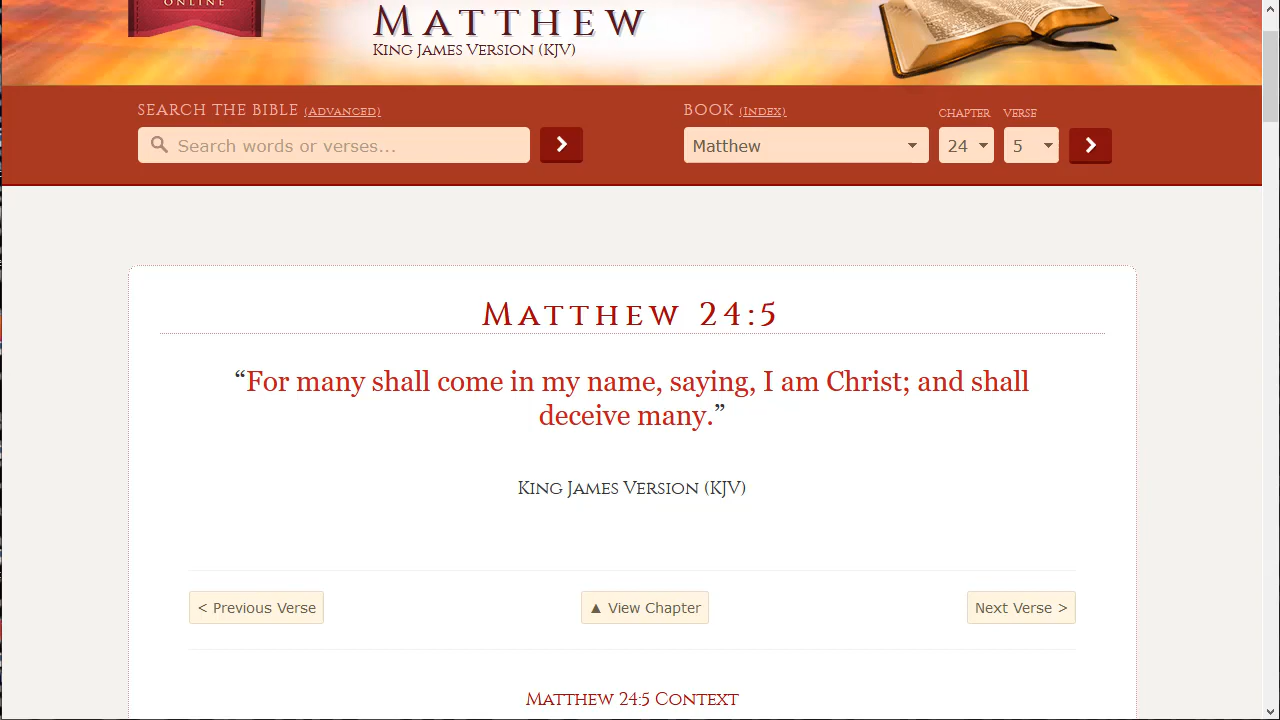 ONLINE
MATTHEW
KING JAMES VERSION (KJV)
SEARCH THE BIBLE (ADVANCED)
Search words or verses...
BOOK (INDEX)
CHAPTER
VERSE
Matthew
24
5
MATTHEW 24:5
“For many shall come in my name, saying, I am Christ; and shall
deceive many.”
KING JAMES VERSION (KJV)
< Previous Verse
▲ View Chapter
Next Verse >
MATTHEW 24:5 CONTEXT